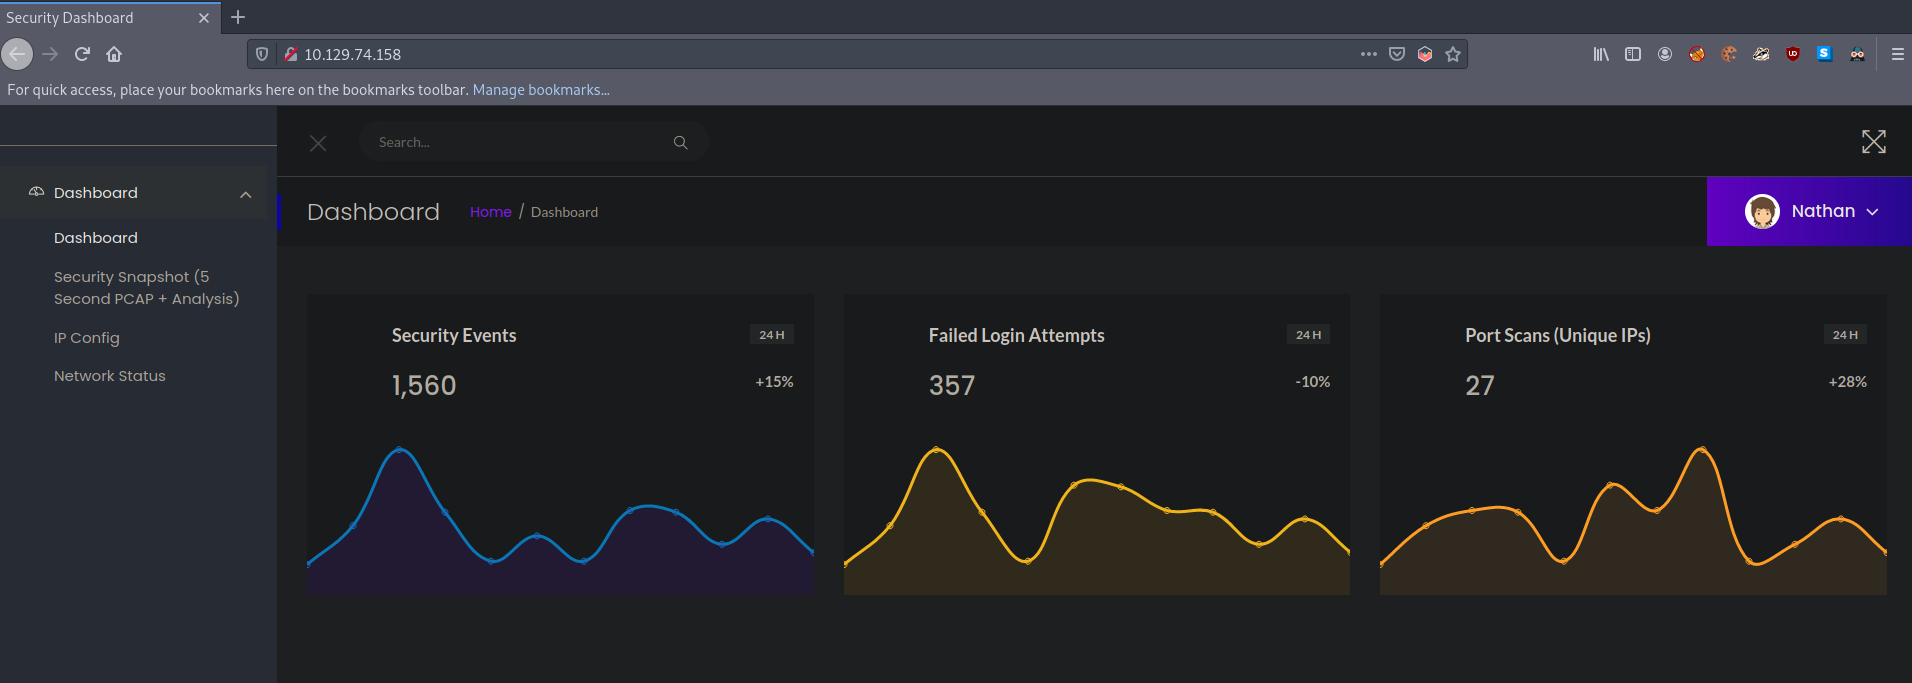 Security Dashboard
10.129.74.158
For quick access, place your bookmarks here on the bookmarks toolbar. Manage bookmarks...
Search...
Dashboard
Dashboard
Security Snapshot (5
Second PCAP + Analysis)
IP Config
Network Status
Dashboard
Home / Dashboard
Nathan
Security Events
24 H
1,560
+15%
Failed Login Attempts
24 H
357
-10%
Port Scans (Unique IPs)
24 H
27
+28%